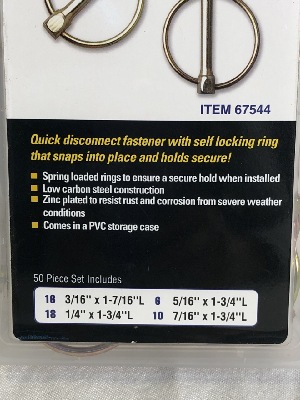 ITEM 67544
Quick disconnect fastener with self locking ring
that snaps into place and holds secure!
Spring loaded rings to ensure a secure hold when installed
Low carbon steel construction
Zinc plated to resist rust and corrosion from severe weather
conditions
Comes in a PVC storage case
50 Piece Set Includes
16 3/16" x 1-7/16"L 6 5/16" x 1-3/4"L
18 1/4" x 1-3/4"L 10 7/16" x 1-3/4"L